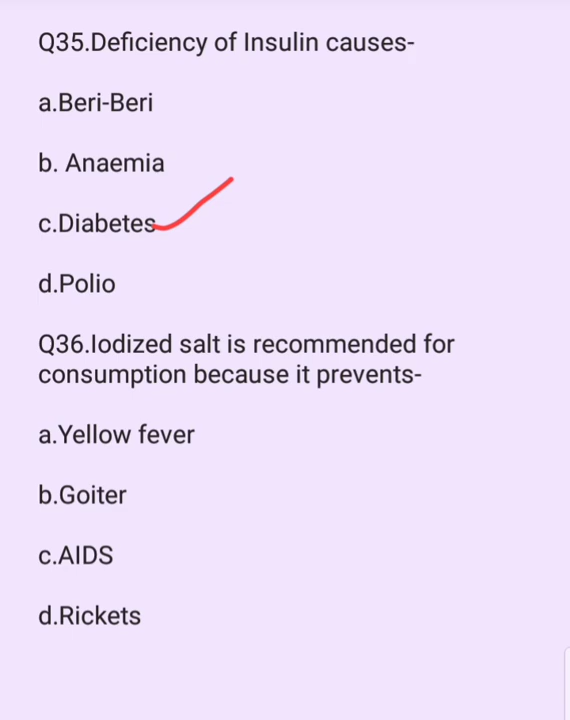 Q35.Deficiency of Insulin causes-
a.Beri-Beri
b. Anaemia
c.Diabetes
d.Polio
Q36.Iodized salt is recommended for
consumption because it prevents-
a.Yellow fever
b.Goiter
c.AIDS
d.Rickets